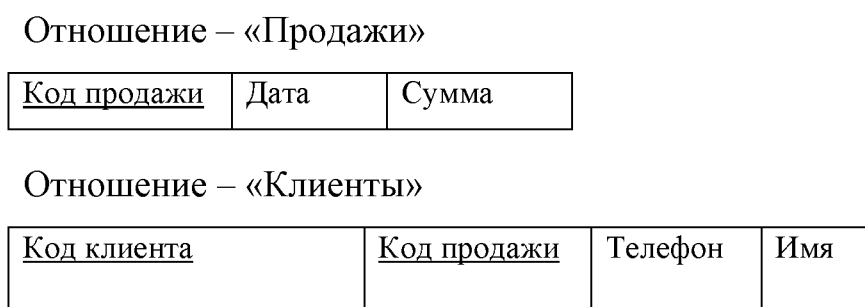 Отношение – «Продажи»
Код продажи Дата Сумма
Отношение – «Клиенты»
Код клиента Код продажи Телефон Имя